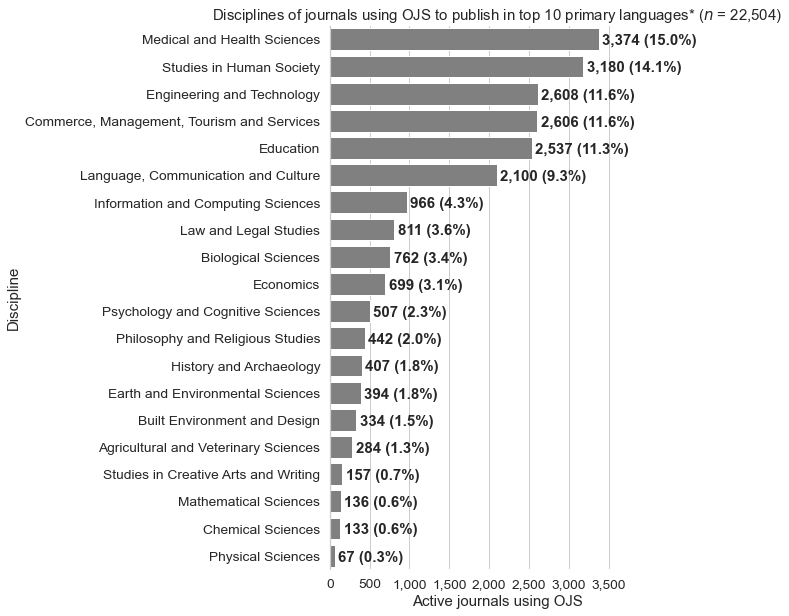 Disciplines of journals using OJS to publish in top 10 primary languages* (n = 22,504)
Medical and Health Sciences 3,374 (15.0%)
Studies in Human Society 3,180 (14.1%)
Engineering and Technology 2,608 (11.6%)
Commerce, Management, Tourism and Services 2,606 (11.6%)
Education 2,537 (11.3%)
Language, Communication and Culture 2,100 (9.3%)
Information and Computing Sciences 966 (4.3%)
Law and Legal Studies 811 (3.6%)
Biological Sciences 762 (3.4%)
Economics 699 (3.1%)
Psychology and Cognitive Sciences 507 (2.3%)
Philosophy and Religious Studies 442 (2.0%)
History and Archaeology 407 (1.8%)
Earth and Environmental Sciences 394 (1.8%)
Built Environment and Design 334 (1.5%)
Agricultural and Veterinary Sciences 284 (1.3%)
Studies in Creative Arts and Writing 157 (0.7%)
Mathematical Sciences 136 (0.6%)
Chemical Sciences 133 (0.6%)
Physical Sciences 67 (0.3%)
Discipline
0 500 1,000 1,500 2,000 2,500 3,000 3,500
Active journals using OJS